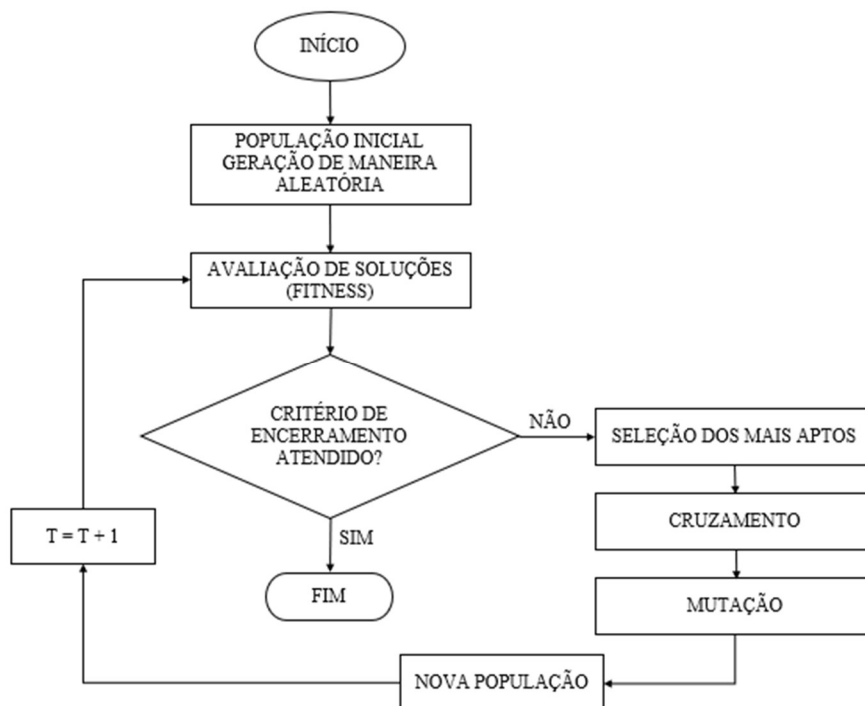 INÍCIO
POPULAÇÃO INICIAL
GERAÇÃO DE MANEIRA
ALEATÓRIA
AVALIAÇÃO DE SOLUÇÕES
(FITNESS)
CRITÉRIO DE
ENCERRAMENTO
ATENDIDO?
NÃO
SELEÇÃO DOS MAIS APTOS
CRUZAMENTO
MUTAÇÃO
NOVA POPULAÇÃO
T = T + 1
SIM
FIM